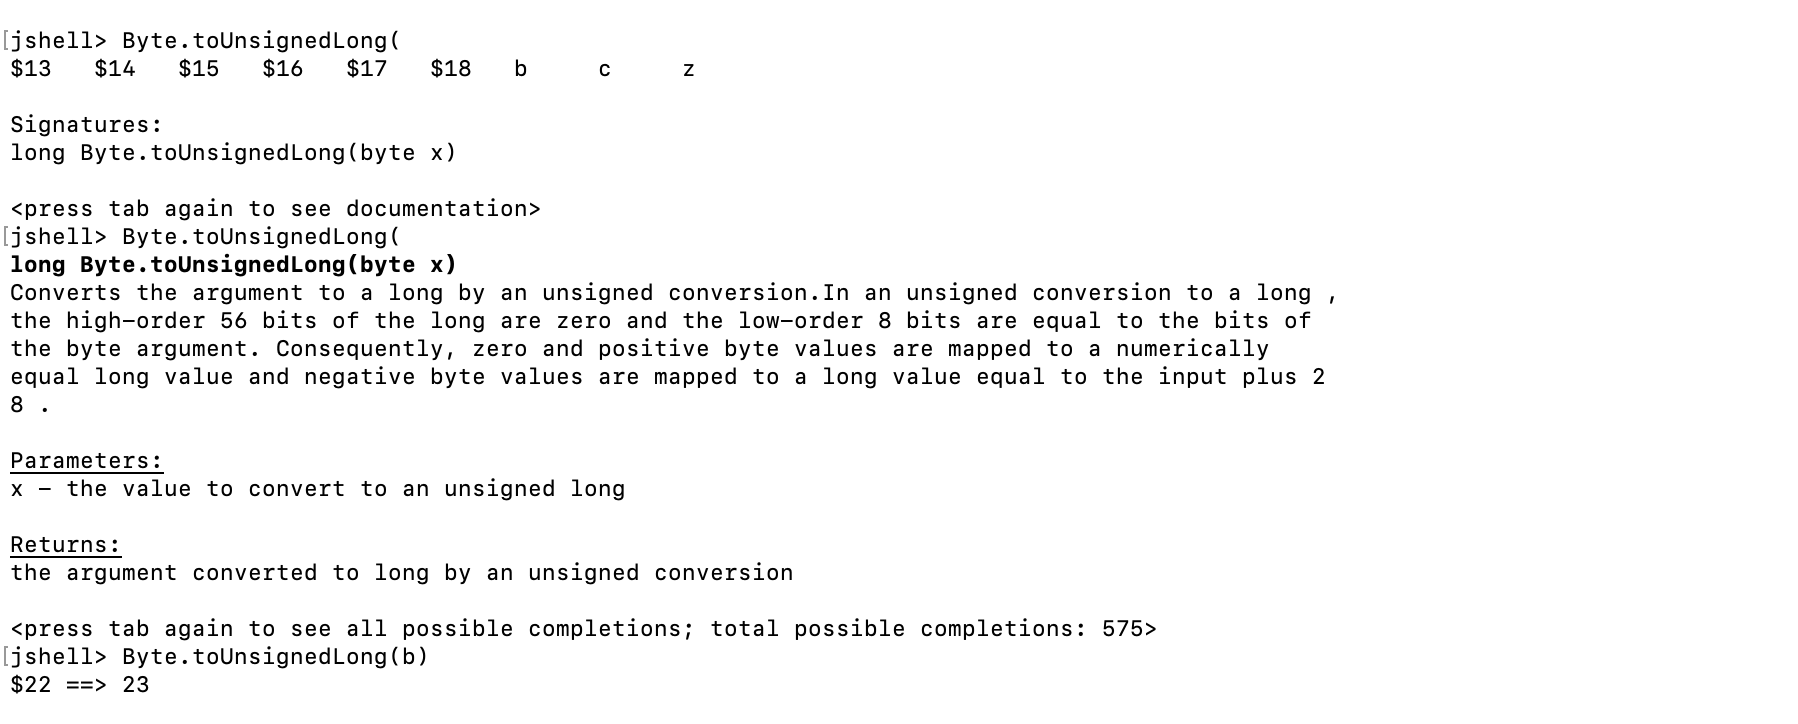 [jshell> Byte.toUnsignedLong(
$13   $14   $15   $16   $17   $18   b     c     z

Signatures:
long Byte.toUnsignedLong(byte x)

<press tab again to see documentation>
[jshell> Byte.toUnsignedLong(
long Byte.toUnsignedLong(byte x)
Converts the argument to a long by an unsigned conversion.In an unsigned conversion to a long ,
the high-order 56 bits of the long are zero and the low-order 8 bits are equal to the bits of
the byte argument. Consequently, zero and positive byte values are mapped to a numerically
equal long value and negative byte values are mapped to a long value equal to the input plus 2
8 .

Parameters:
x - the value to convert to an unsigned long

Returns:
the argument converted to long by an unsigned conversion

<press tab again to see all possible completions; total possible completions: 575>
[jshell> Byte.toUnsignedLong(b)
$22 ==> 23